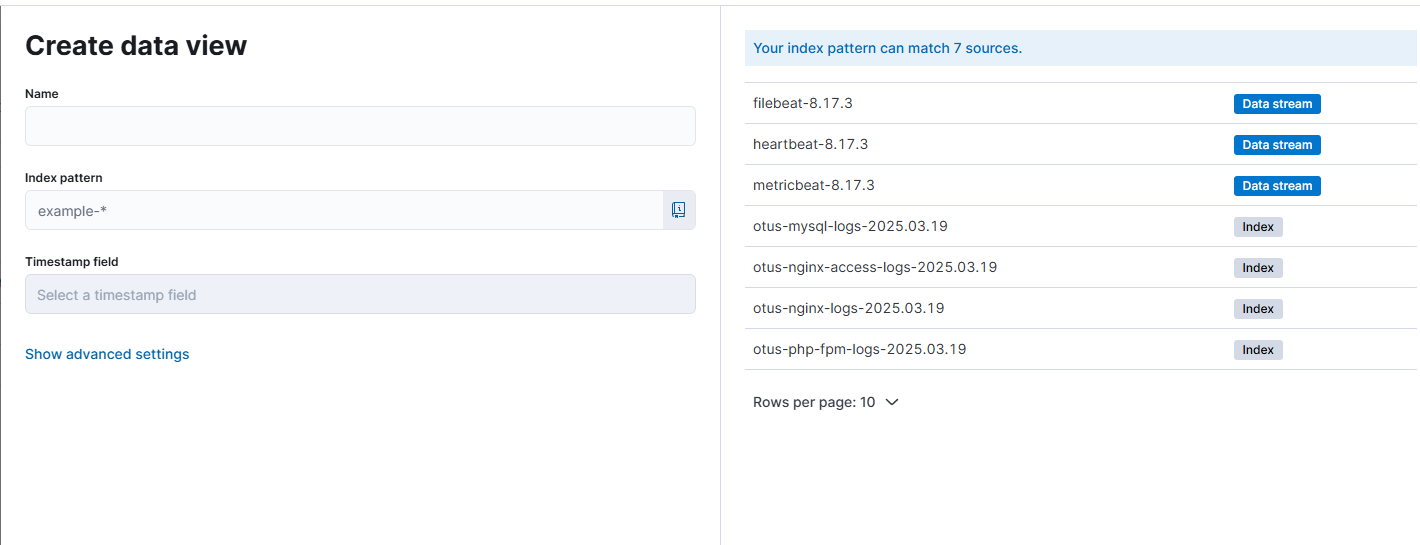 Create data view
Name
Index pattern
example-*
Timestamp field
Select a timestamp field
Show advanced settings
Your index pattern can match 7 sources.
filebeat-8.17.3 Data stream
heartbeat-8.17.3 Data stream
metricbeat-8.17.3 Data stream
otus-mysql-logs-2025.03.19 Index
otus-nginx-access-logs-2025.03.19 Index
otus-nginx-logs-2025.03.19 Index
otus-php-fpm-logs-2025.03.19 Index
Rows per page: 10